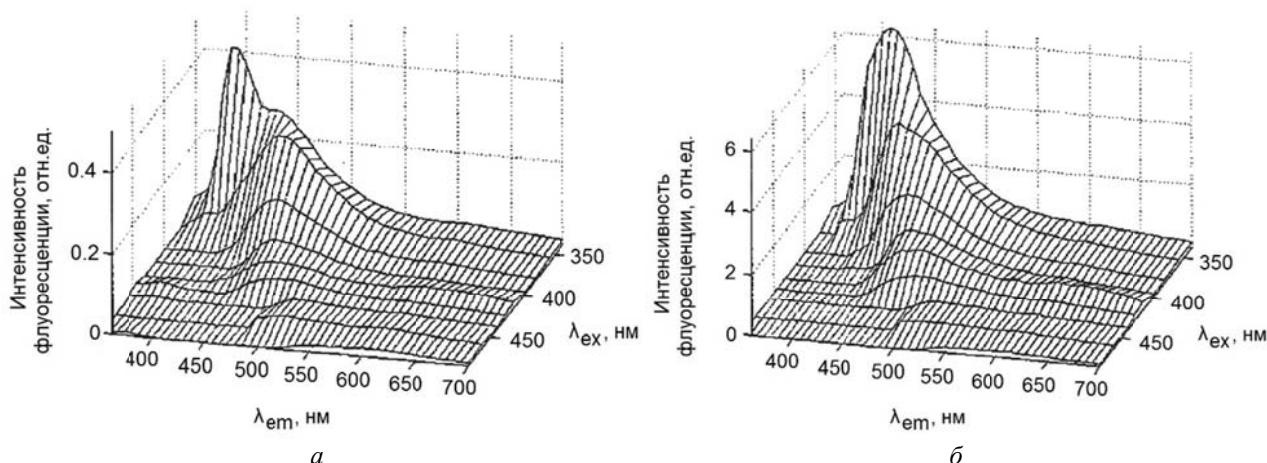 Интенсивность
флуоресценции, отн.ед.
0.4
0.2
0
400 450 500 550 600 650 700
λem, нм
350
400
450
λex, нм
а
Интенсивность
флуоресценции, отн.ед.
6
4
2
0
400 450 500 550 600 650 700
λem, нм
350
400
450
λex, нм
б